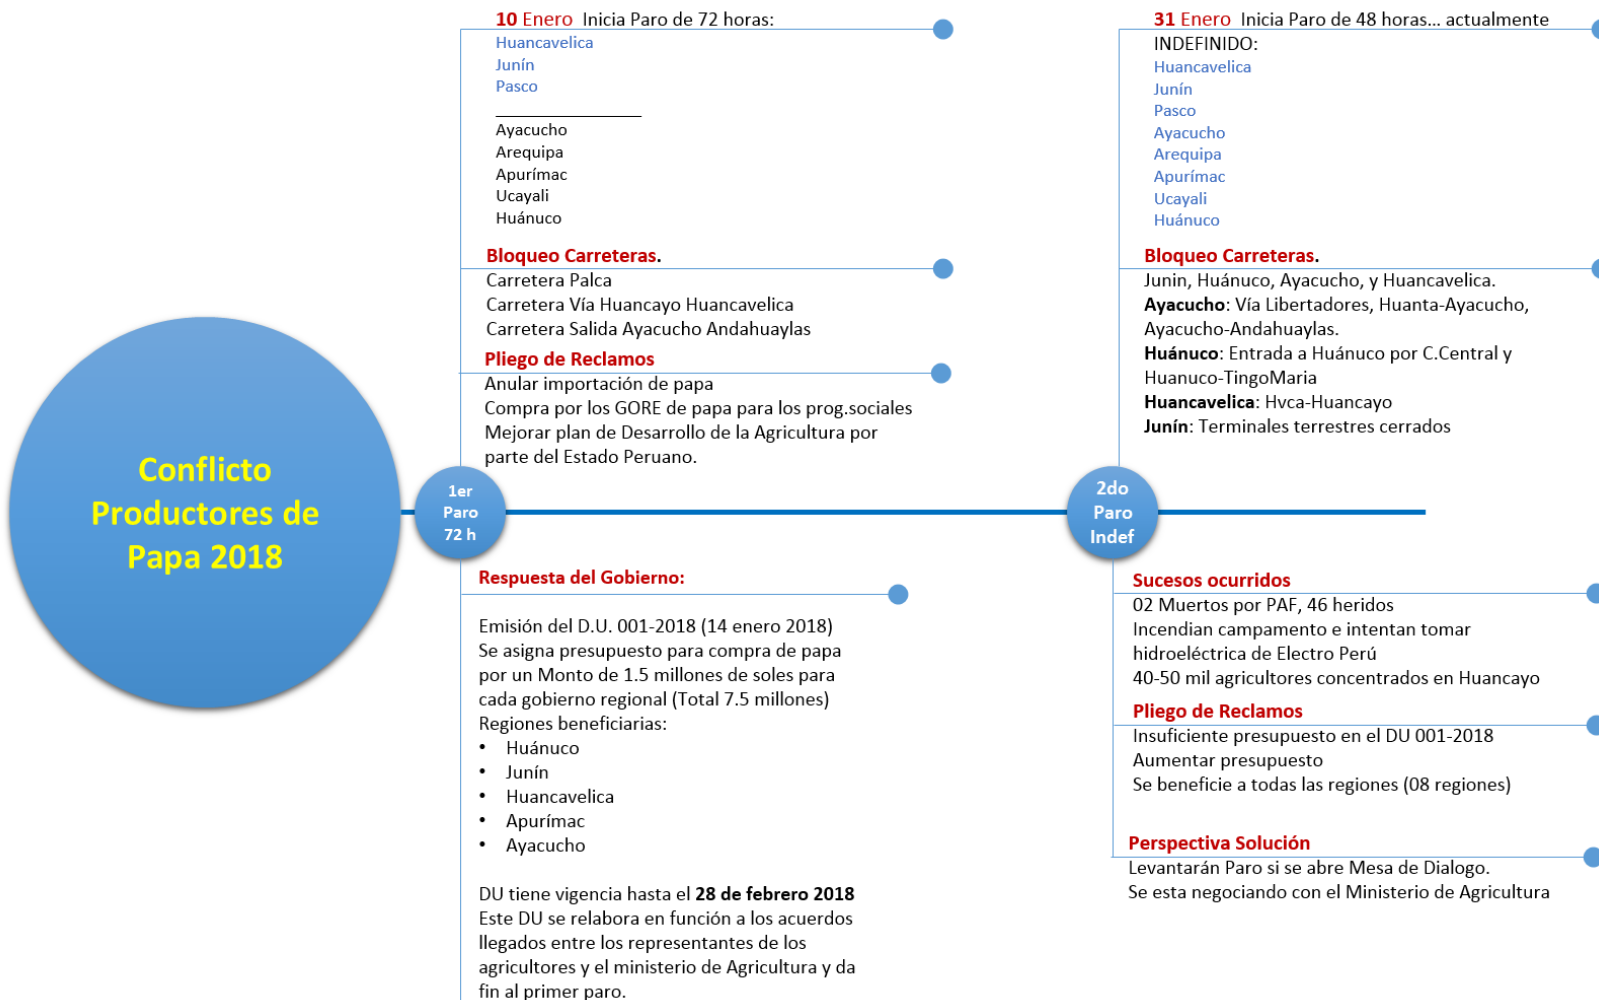 Conflicto
Productores de
Papa 2018
10 Enero Inicia Paro de 72 horas:
Huancavelica
Junín
Pasco
Ayacucho
Arequipa
Apurímac
Ucayali
Huánuco
Bloqueo Carreteras.
Carretera Palca
Carretera Vía Huancayo Huancavelica
Carretera Salida Ayacucho Andahuaylas
Pliego de Reclamos
Anular importación de papa
Compra por los GORE de papa para los prog.sociales
Mejorar plan de Desarrollo de la Agricultura por
parte del Estado Peruano.
1er
Paro
72 h
Respuesta del Gobierno:
Emisión del D.U. 001-2018 (14 enero 2018)
Se asigna presupuesto para compra de papa
por un Monto de 1.5 millones de soles para
cada gobierno regional (Total 7.5 millones)
Regiones beneficiarias:
• Huánuco
• Junín
• Huancavelica
• Apurímac
• Ayacucho
DU tiene vigencia hasta el 28 de febrero 2018
Este DU se relabora en función a los acuerdos
llegados entre los representantes de los
agricultores y el ministerio de Agricultura y da
fin al primer paro.
31 Enero Inicia Paro de 48 horas... actualmente
INDEFINIDO:
Huancavelica
Junín
Pasco
Ayacucho
Arequipa
Apurímac
Ucayali
Huánuco
Bloqueo Carreteras.
Junin, Huánuco, Ayacucho, y Huancavelica.
Ayacucho: Vía Libertadores, Huanta-Ayacucho,
Ayacucho-Andahuaylas.
Huánuco: Entrada a Huánuco por C.Central y
Huanuco-TingoMaria
Huancavelica: Hvca-Huancayo
Junín: Terminales terrestres cerrados
2do
Paro
Indef
Sucesos ocurridos
02 Muertos por PAF, 46 heridos
Incendian campamento e intentan tomar
hidroeléctrica de Electro Perú
40-50 mil agricultores concentrados en Huancayo
Pliego de Reclamos
Insuficiente presupuesto en el DU 001-2018
Aumentar presupuesto
Se beneficie a todas las regiones (08 regiones)
Perspectiva Solución
Levantarán Paro si se abre Mesa de Dialogo.
Se esta negociando con el Ministerio de Agricultura